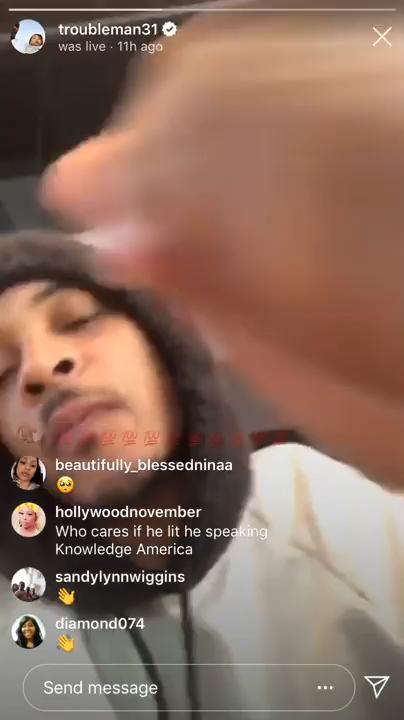 troubleman31
was live · 11h ago
💯 💯 💯 💯 💯
beautifully_blessedninaa
🥺
hollywoodnovember
Who cares if he lit he speaking
Knowledge America
sandylynnwiggins
👋
diamond074
👋
Send message